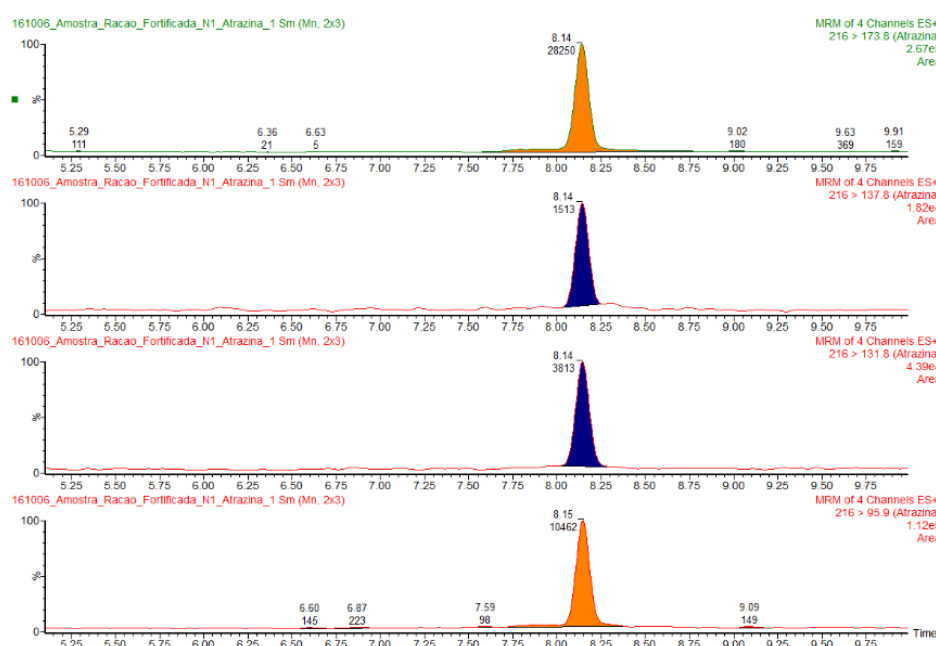 161006_Amostra_Racao_Fortificada_N1_Atrazina_1 Sm (Mn, 2x3)
MRM of 4 Channels ES+
216 > 173.8 (Atrazina
2.67e
Area
100
%
0
8.14
28250
5.29
111
6.36
21
6.63
5
9.02
180
9.63
369
9.91
159
5.25 5.50 5.75 6.00 6.25 6.50 6.75 7.00 7.25 7.50 7.75 8.00 8.25 8.50 8.75 9.00 9.25 9.50 9.75
161006_Amostra_Racao_Fortificada_N1_Atrazina_1 Sm (Mn, 2x3)
MRM of 4 Channels ES+
216 > 137.8 (Atrazina
1.82e
Area
100
%
0
8.14
1513
5.25 5.50 5.75 6.00 6.25 6.50 6.75 7.00 7.25 7.50 7.75 8.00 8.25 8.50 8.75 9.00 9.25 9.50 9.75
161006_Amostra_Racao_Fortificada_N1_Atrazina_1 Sm (Mn, 2x3)
MRM of 4 Channels ES+
216 > 131.8 (Atrazina
4.39e
Area
100
%
0
8.14
3813
5.25 5.50 5.75 6.00 6.25 6.50 6.75 7.00 7.25 7.50 7.75 8.00 8.25 8.50 8.75 9.00 9.25 9.50 9.75
161006_Amostra_Racao_Fortificada_N1_Atrazina_1 Sm (Mn, 2x3)
MRM of 4 Channels ES+
216 > 95.9 (Atrazina
1.12e
Area
100
%
0
8.15
10462
6.60
145
6.87
223
7.59
98
9.09
149
Time
5.25 5.50 5.75 6.00 6.25 6.50 6.75 7.00 7.25 7.50 7.75 8.00 8.25 8.50 8.75 9.00 9.25 9.50 9.75